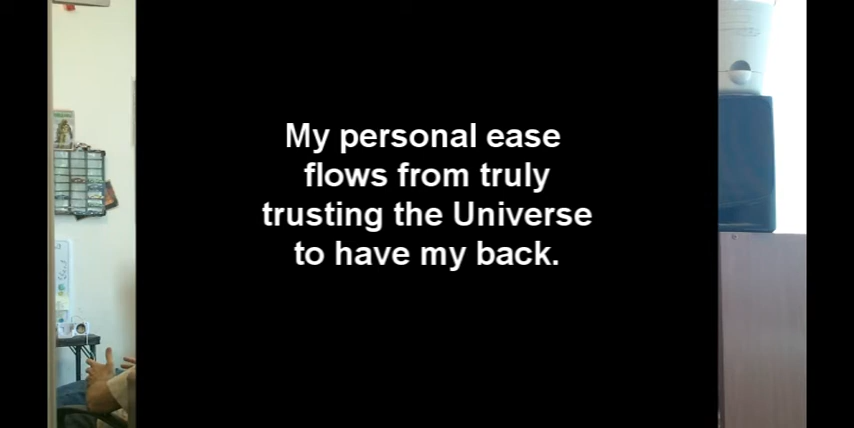 My personal ease
flows from truly
trusting the Universe
to have my back.